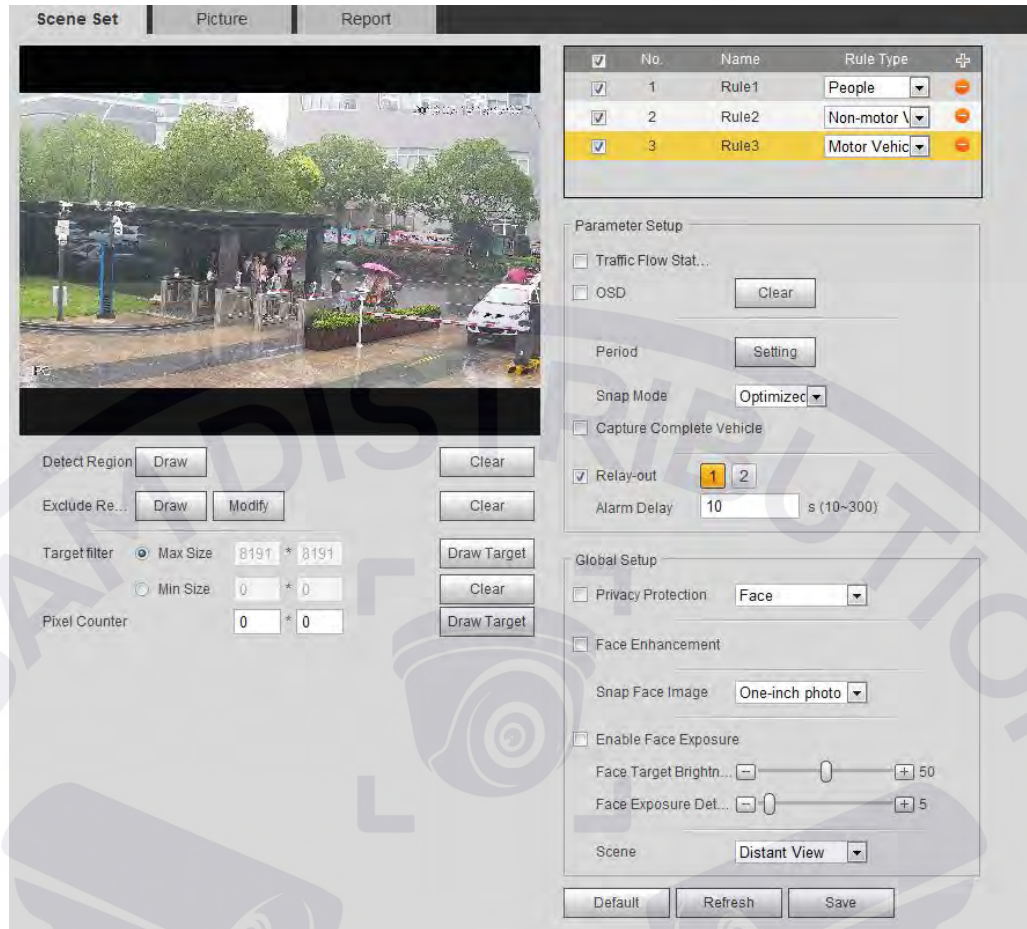 Scene Set Picture Report
No. Name Rule Type
1 Rule1 People
2 Rule2 Non-motor V
3 Rule3 Motor Vehic
Parameter Setup
Traffic Flow Stat...
OSD Clear
Period Setting
Snap Mode Optimized
Capture Complete Vehicle
Relay-out 1 2
Alarm Delay 10 s (10~300)
Detect Region Draw Clear
Exclude Re... Draw Modify Clear
Target filter Max Size 8191 * 8191 Draw Target
Min Size 0 * 0 Clear
Pixel Counter 0 * 0 Draw Target
Global Setup
Privacy Protection Face
Face Enhancement
Snap Face Image One-inch photo
Enable Face Exposure
Face Target Brightn... 50
Face Exposure Det... 5
Scene Distant View
Default Refresh Save
SAM DISTRIBUTION